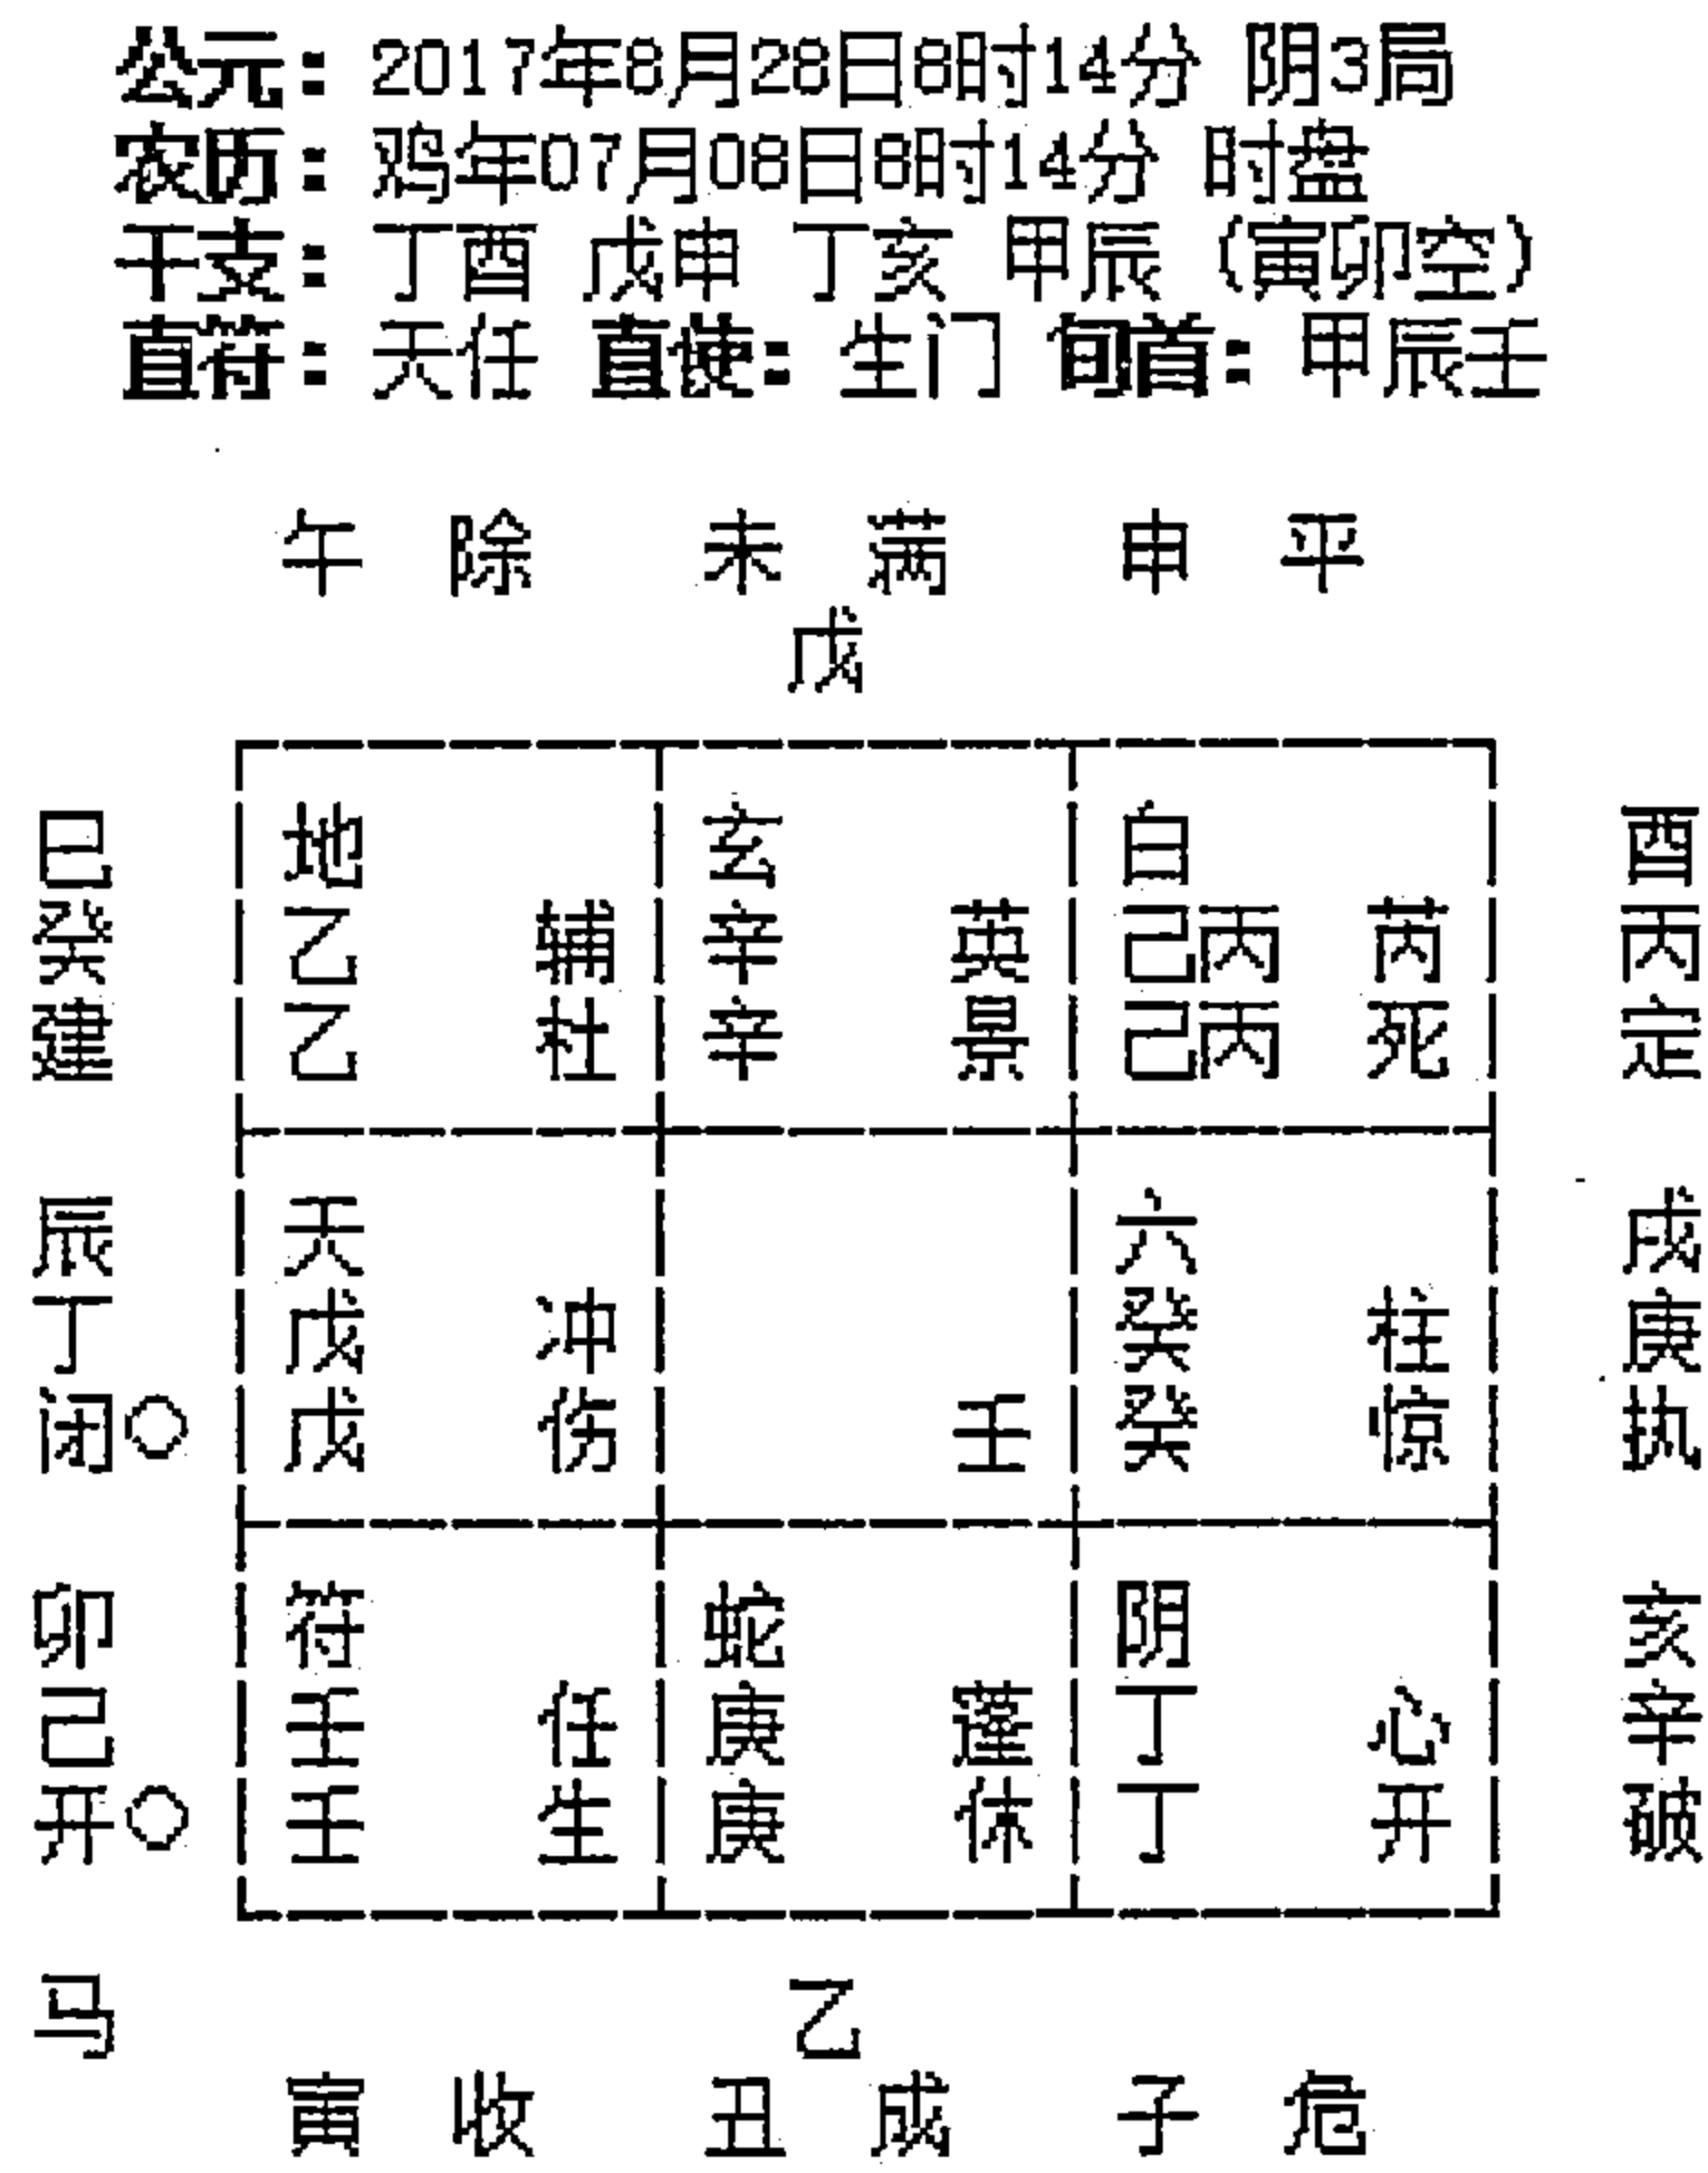 公元：2017年8月28日8时14分 阴3局
农历：鸡年07月08日8时14分 时盘
干支：丁酉 戊申 丁亥 甲辰（寅卯空）
直符：天任 直使：生门 旬首：甲辰壬
午 除 未 满 申 平
戊
巳 地 玄 白 酉
癸 乙 辅 辛 英 己丙 芮 丙
建 乙 杜 辛 景 己丙 死 定
辰 天 六 戌
丁 戊 冲 癸 柱 庚
闭○ 戊 伤 壬 癸 惊 执
卯 符 蛇 阴 亥
己 壬 任 庚 蓬 丁 心 辛
开○ 壬 生 庚 休 丁 开 破
马 乙
寅 收 丑 成 子 危